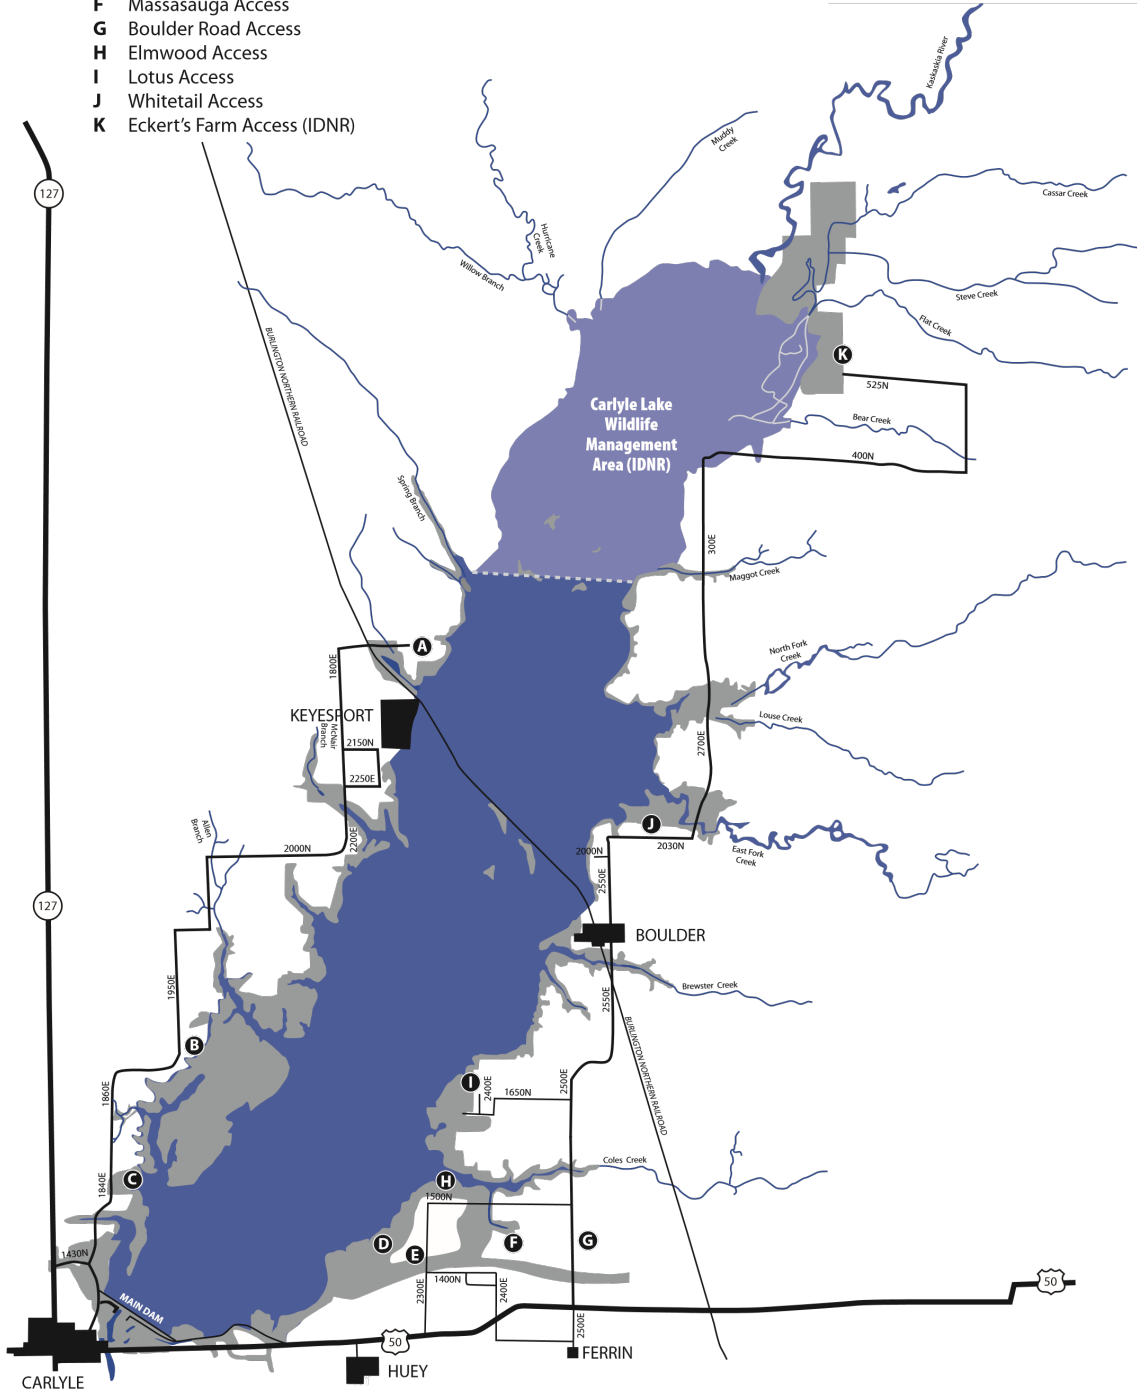 F Massasauga Access
G Boulder Road Access
H Elmwood Access
I Lotus Access
J Whitetail Access
K Eckert's Farm Access (IDNR)
127
Kaskaskia River
Muddy
Creek
Cassar Creek
Hurricane
Creek
Willow Branch
Steve Creek
Flat Creek
BURLINGTON NORTHERN RAILROAD
K
525N
Carlyle Lake
Wildlife
Management
Area (IDNR)
Bear Creek
400N
Spring Branch
300E
Maggot Creek
A
1800E
North Fork
Creek
KEYESPORT
McNair
Branch
2150N
2250E
Louse Creek
2700E
Allen
Branch
2000N
2200E
J
2030N
East Fork
Creek
2000N
2550E
127
BOULDER
1950E
Brewster Creek
2550E
B
BURLINGTON NORTHERN RAILROAD
1860E
I
2400E
1650N
2500E
C
1840E
H
Coles Creek
1500N
D
E
F
G
1430N
1400N
2300E
2400E
50
MAIN DAM
50
2500E
FERRIN
HUEY
CARLYLE